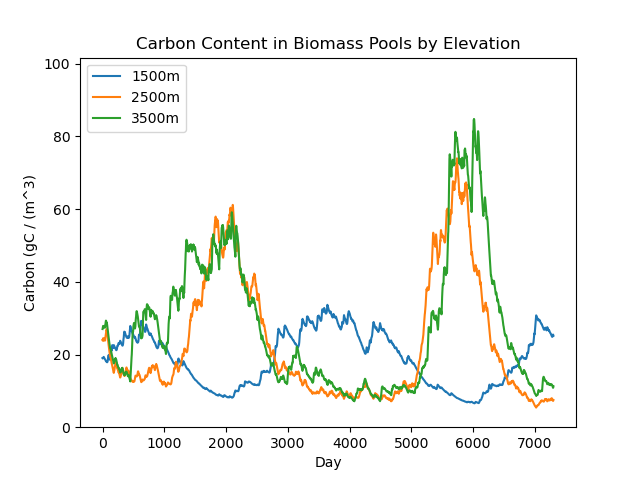 Carbon Content in Biomass Pools by Elevation
100
80
60
40
20
0
Carbon (gC / (m^3)
1500m
2500m
3500m
0 1000 2000 3000 4000 5000 6000 7000
Day